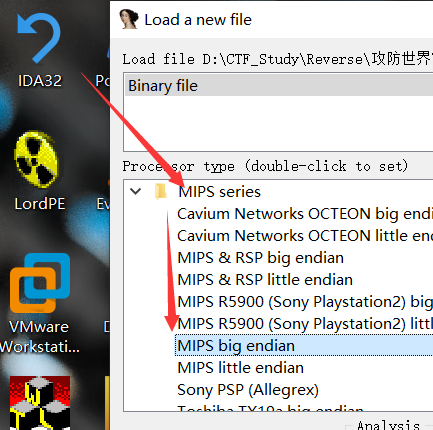 Load a new file
IDA32
Po
Load file D:\CTF_Study\Reverse\攻防世界
Binary file
Processor type (double-click to set)
MIPS series
LordPE
Ev
Cavium Networks OCTEON big endi
Cavium Networks OCTEON little en
MIPS & RSP big endian
MIPS & RSP little endian
MIPS R5900 (Sony Playstation2) big
MIPS R5900 (Sony Playstation2) littl
VMware
Workstati...
D
MIPS big endian
MIPS little endian
Sony PSP (Allegrex)
Toshiba TX19a big endian
Analysis